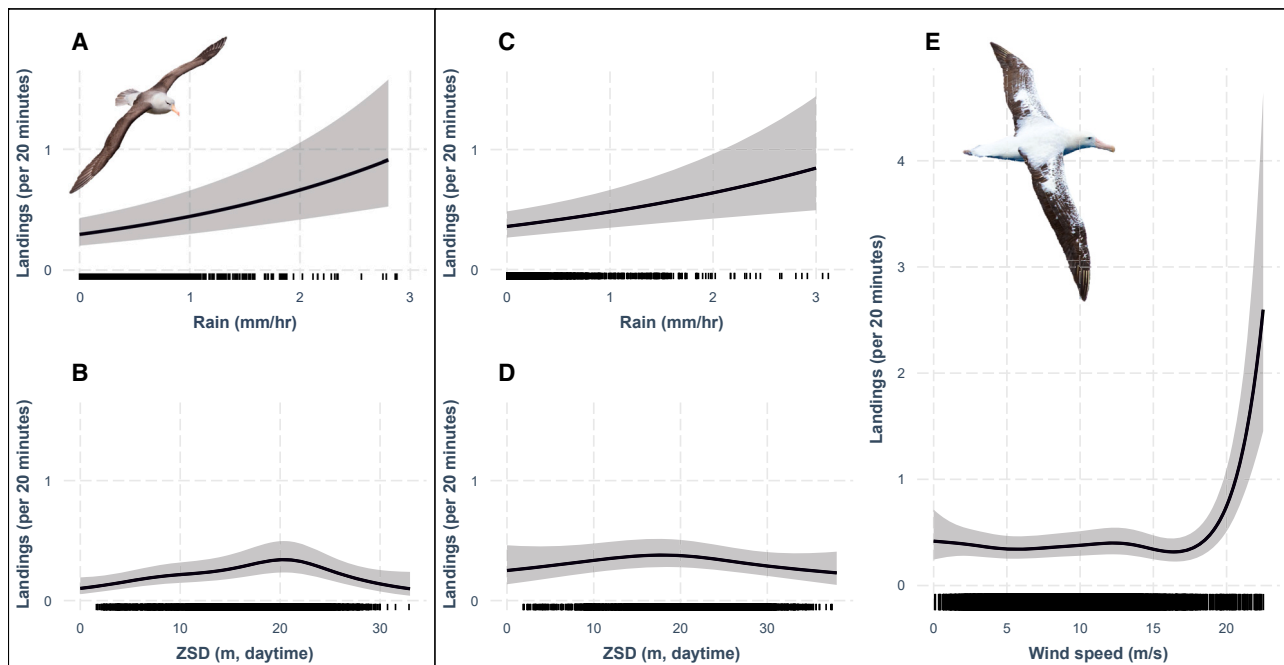 A
Landings (per 20 minutes)
1
0
0 1 2 3
Rain (mm/hr)
B
Landings (per 20 minutes)
1
0
0 10 20 30
ZSD (m, daytime)
C
Landings (per 20 minutes)
1
0
0 1 2 3
Rain (mm/hr)
D
Landings (per 20 minutes)
1
0
0 10 20 30
ZSD (m, daytime)
E
Landings (per 20 minutes)
4
3
2
1
0
0 5 10 15 20
Wind speed (m/s)